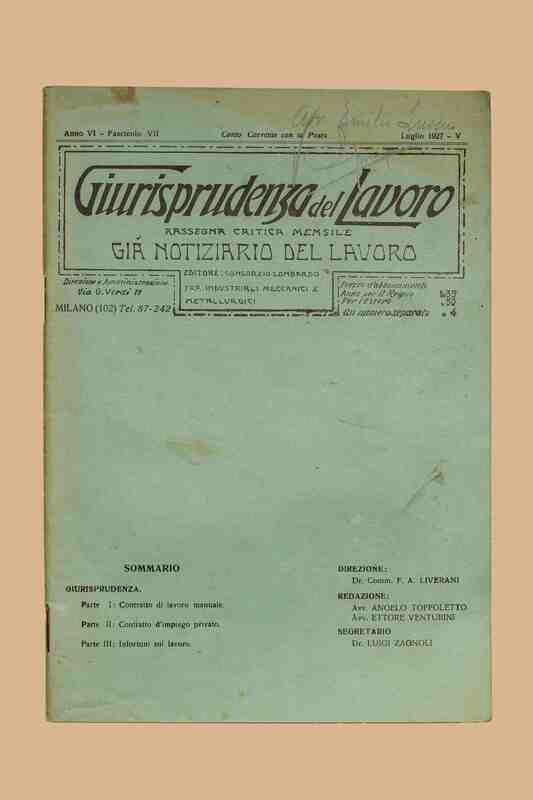 Anno VI - Fascicolo VII Conto Corrente con la Posta Luglio 1927 - V
Giurisprudenza del Lavoro
RASSEGNA CRITICA MENSILE
GIÁ NOTIZIARIO DEL LAVORO
Direzione e Amministrazione
Via G. Verdi
MILANO (102) Tel. 87-242
EDITORE: CONSORZIO LOMBARDO
FRA INDUSTRIALI MECCANICI E
METALLURGICI
Prezzo d'abbonamento
Anno per il Regno
Per l'Estero
Un numero separato 4
SOMMARIO
GIURISPRUDENZA.
Parte I: Contratto di lavoro manuale.
Parte II: Contratto d'impiego privato.
Parte III: Infortuni sul lavoro.
DIREZIONE:
Dr. Comm. F. A. LIVERANI
REDAZIONE:
Avv. ANGELO TOFFOLETTO
Avv. ETTORE VENTURINI
SEGRETARIO
Dr. LUIGI ZAGNOLI